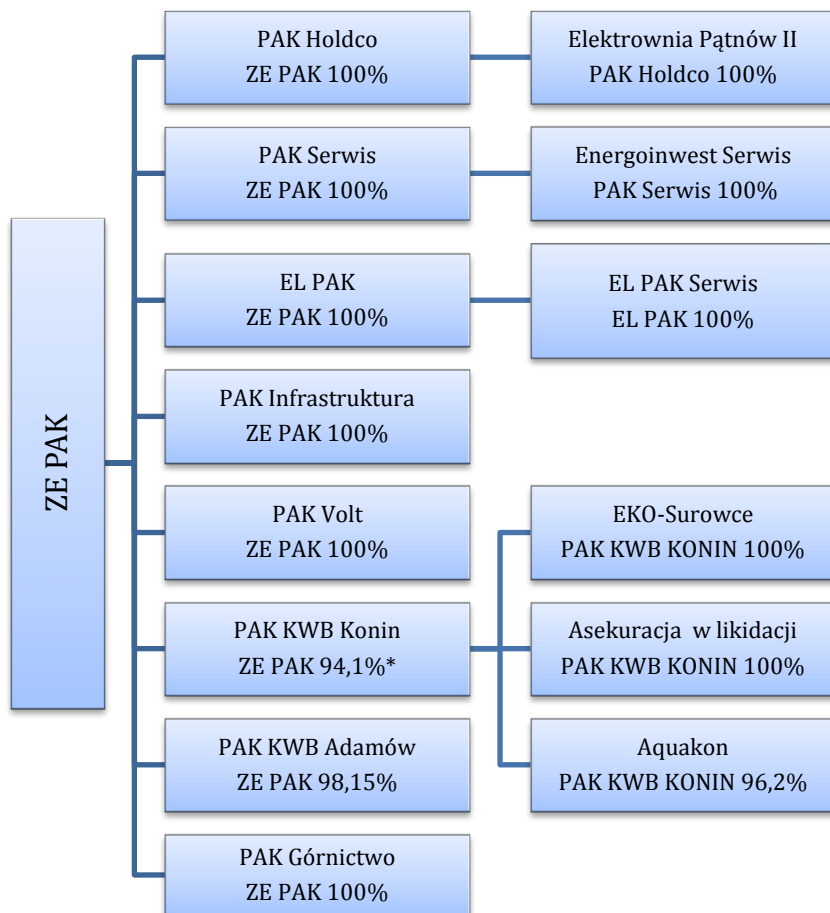 ZE PAK
PAK Holdco
ZE PAK 100%
Elektrownia Pątnów II
PAK Holdco 100%
PAK Serwis
ZE PAK 100%
Energoinwest Serwis
PAK Serwis 100%
EL PAK
ZE PAK 100%
EL PAK Serwis
EL PAK 100%
PAK Infrastruktura
ZE PAK 100%
PAK Volt
ZE PAK 100%
PAK KWB Konin
ZE PAK 94,1%*
EKO-Surowce
PAK KWB KONIN 100%
Asekuracja w likidacji
PAK KWB KONIN 100%
Aquakon
PAK KWB KONIN 96,2%
PAK KWB Adamów
ZE PAK 98,15%
PAK Górnictwo
ZE PAK 100%